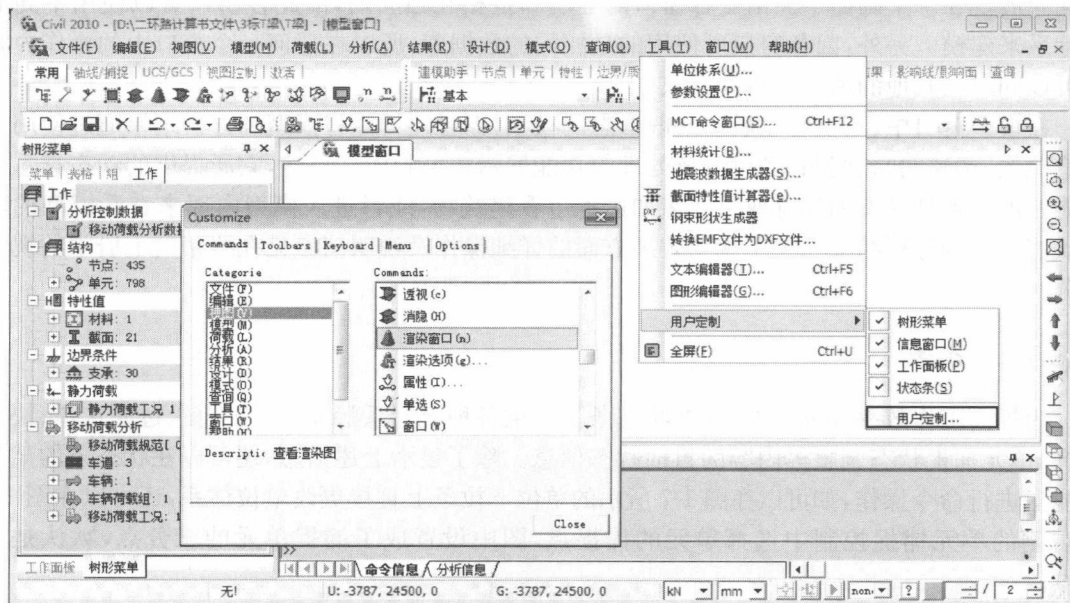 Civil 2010 - [D:\二环路计算书文件\3标T梁\T梁] - [模型窗口]
文件(F) 编辑(E) 视图(V) 模型(M) 荷载(L) 分析(A) 结果(R) 设计(D) 模式(O) 查询(Q) 工具(T) 窗口(W) 帮助(H)
常用 轴线/捕捉 UCS/GCS 视图控制 激活 建模助手 节点 单元 特性 边界/质 果 影响线/影响面 查询
基本
树形菜单
模型窗口
菜单 表格 组 工作
工作
分析控制数据
移动荷载分析数
结构
节点: 435
单元: 798
特性值
材料: 1
截面: 21
边界条件
支承: 30
静力荷载
静力荷载工况 1
移动荷载分析
移动荷载规范[
车道: 3
车辆: 1
车辆荷载组: 1
移动荷载工况: 1
工作面板 树形菜单
Customize
Commands Toolbars Keyboard Menu Options
Categorie
文件(F)
编辑(E)
视图(V)
模型(M)
荷载(L)
分析(A)
结果(R)
设计(D)
模式(O)
查询(Q)
工具(T)
窗口(W)
帮助(H)
Commands:
透视(c)
消隐(H)
渲染窗口(n)
渲染选项(g)...
属性(I)...
单选(S)
窗口(W)
Descriptic 查看渲染图
Close
单位体系(U)...
参数设置(P)...
MCT命令窗口(S)... Ctrl+F12
材料统计(B)...
地震波数据生成器(S)...
截面特性值计算器(e)...
钢束形状生成器
转换EMF文件为DXF文件...
文本编辑器(T)... Ctrl+F5
图形编辑器(G)... Ctrl+F6
用户定制
全屏(F) Ctrl+U
树形菜单
信息窗口(M)
工作面板(P)
状态条(S)
用户定制...
>>
命令信息 分析信息
无! U: -3787, 24500, 0 G: -3787, 24500, 0 kN mm non / 2